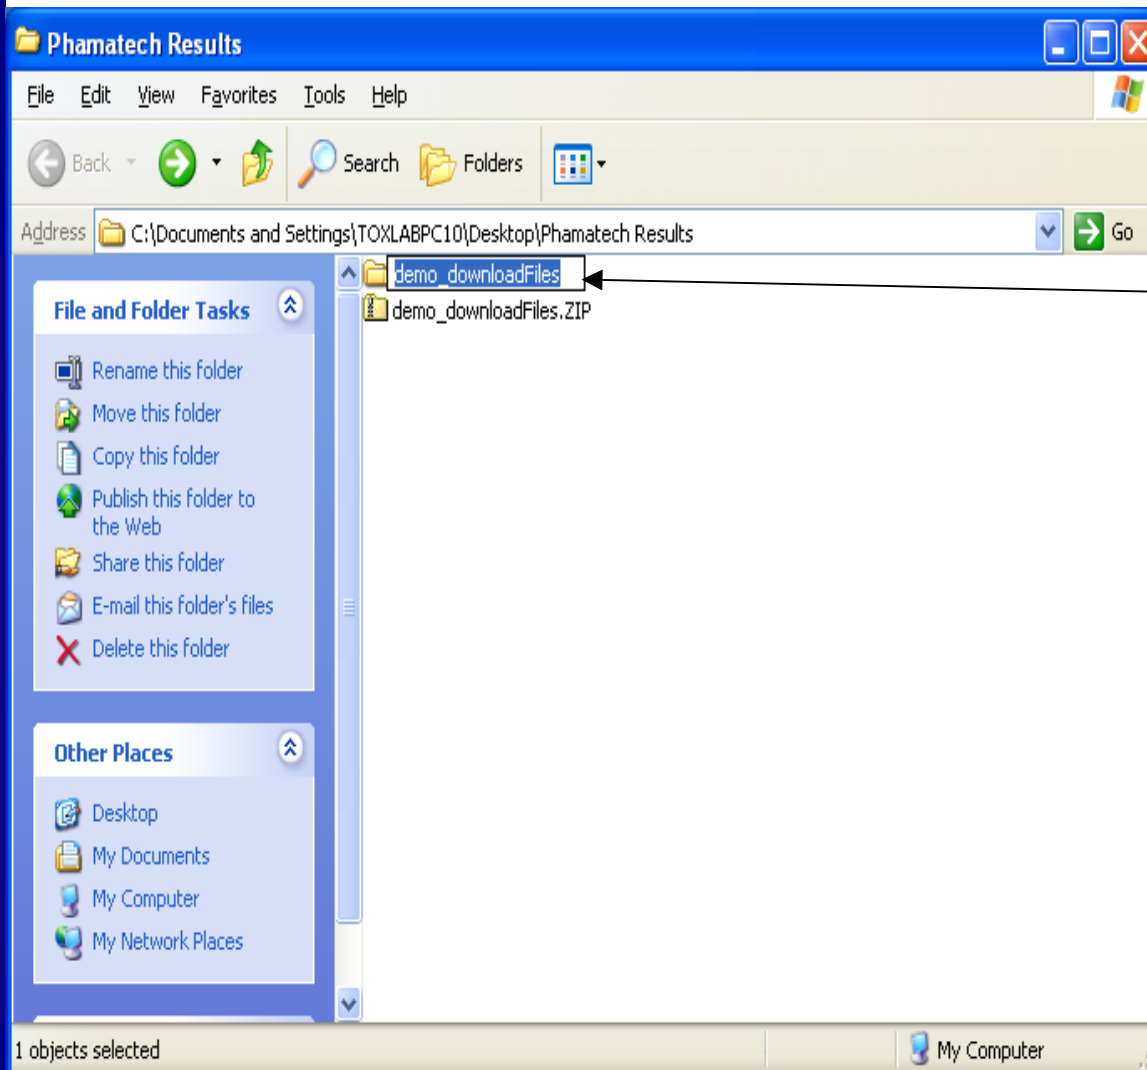 Phamatech Results
File Edit View Favorites Tools Help
Back Search Folders
Address C:\Documents and Settings\TOXLABPC10\Desktop\Phamatech Results Go
File and Folder Tasks
Rename this folder
Move this folder
Copy this folder
Publish this folder to
the Web
Share this folder
E-mail this folder's files
Delete this folder
Other Places
Desktop
My Documents
My Computer
My Network Places
demo_downloadFiles
demo_downloadFiles.ZIP
1 objects selected My Computer